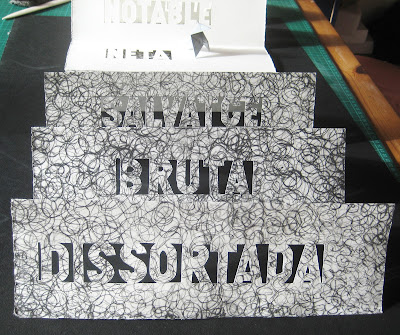 NOTABLE
NETA
SALVATGE
BRUTA
DISSORTADA